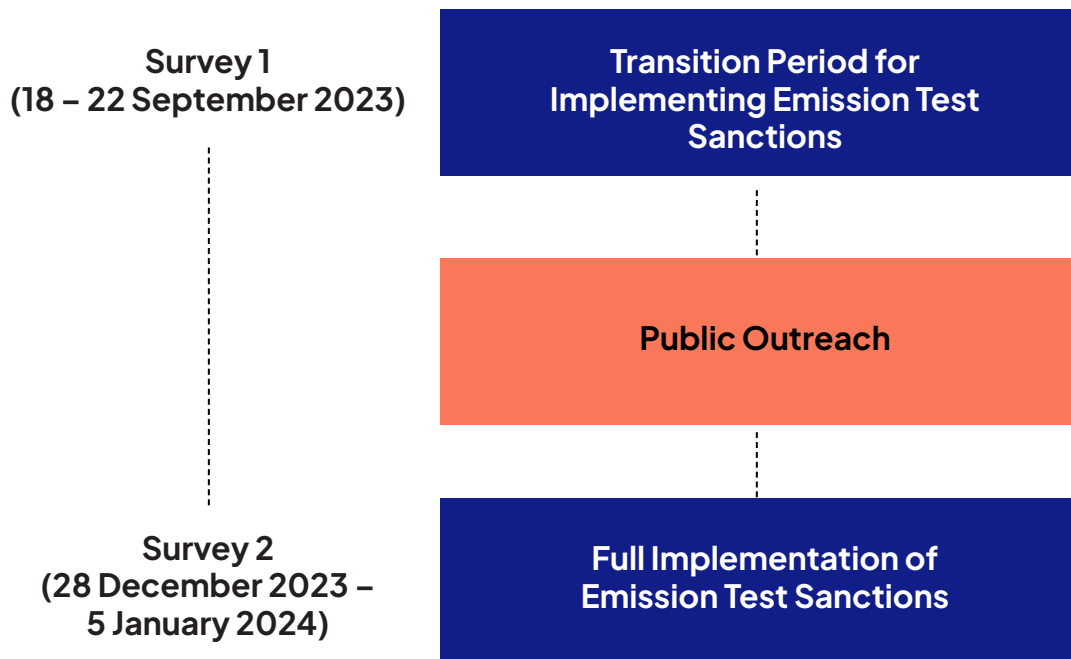 Survey 1
(18 – 22 September 2023)
Transition Period for
Implementing Emission Test
Sanctions
Public Outreach
Survey 2
(28 December 2023 –
5 January 2024)
Full Implementation of
Emission Test Sanctions